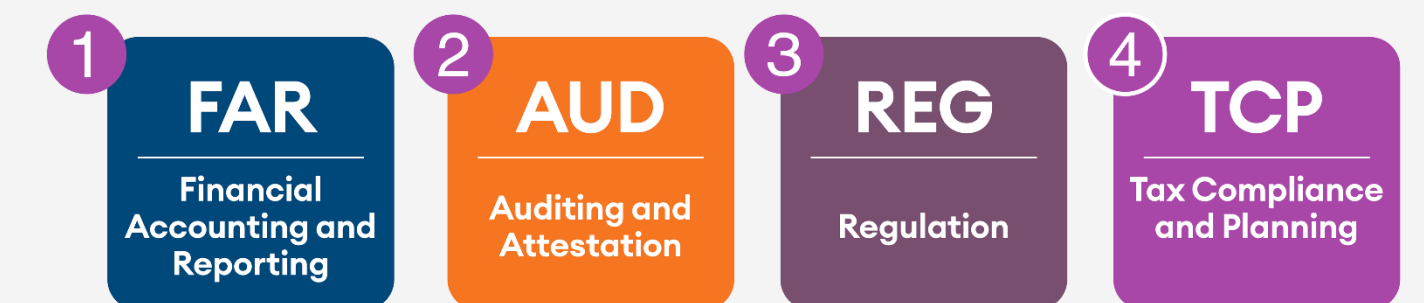 1
FAR
Financial
Accounting and
Reporting
2
AUD
Auditing and
Attestation
3
REG
Regulation
4
TCP
Tax Compliance
and Planning